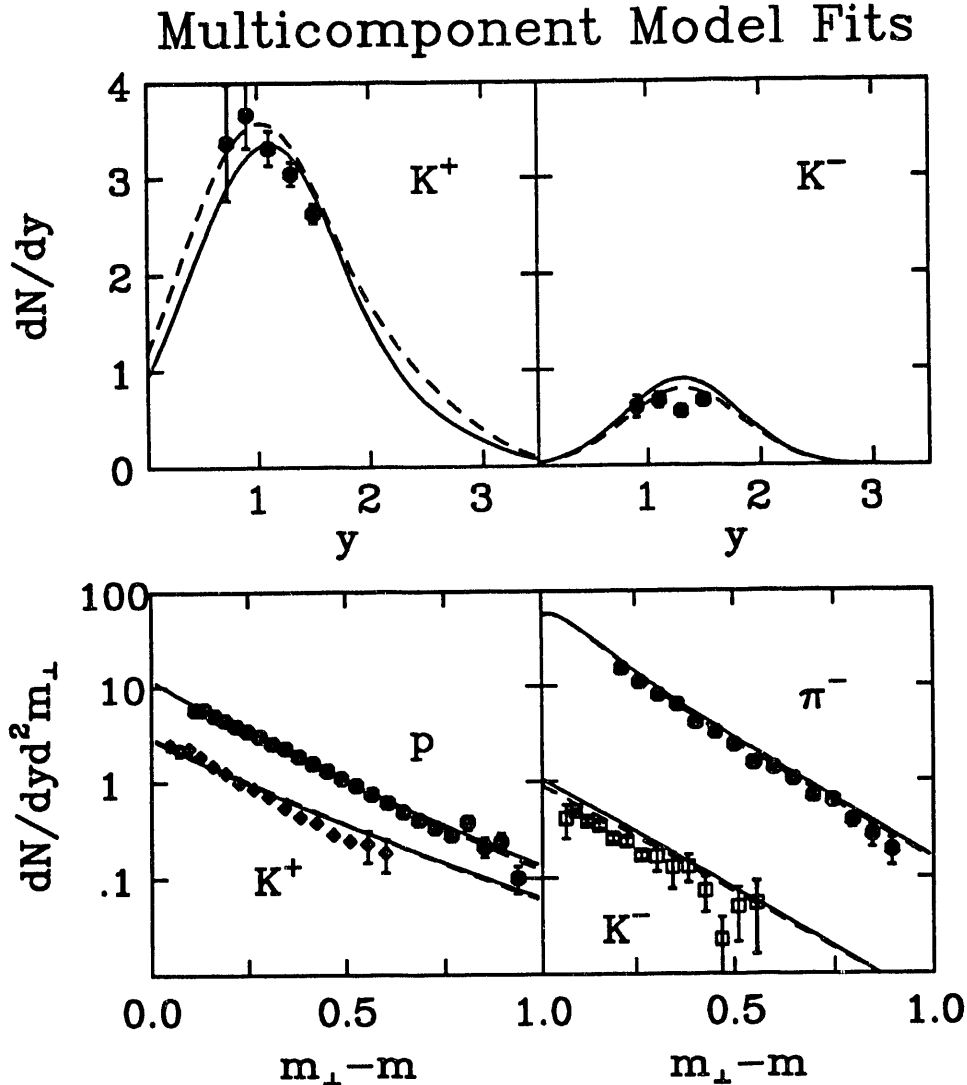 Multicomponent Model Fits
dN/dy
4
3
2
1
0
K⁺
K⁻
1 2 3
1 2 3
y
y
dN/dyd²m⊥
100
10
1
.1
p
K⁺
π⁻
K⁻
0.0 0.5 1.0 0.5 1.0
m⊥−m
m⊥−m